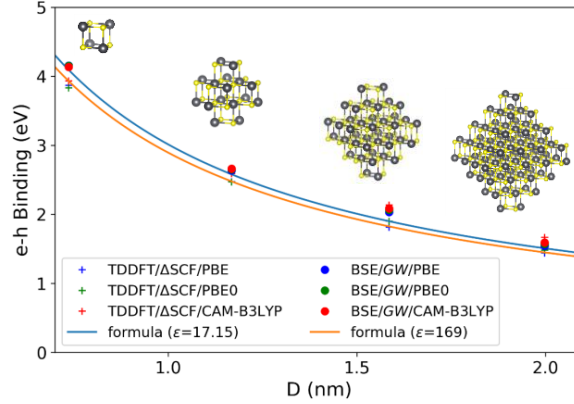 5
4
3
2
1
0
e-h Binding (eV)
TDDFT/ΔSCF/PBE
TDDFT/ΔSCF/PBE0
TDDFT/ΔSCF/CAM-B3LYP
formula (ε=17.15)
BSE/GW/PBE
BSE/GW/PBE0
BSE/GW/CAM-B3LYP
formula (ε=169)
1.0
1.5
2.0
D (nm)